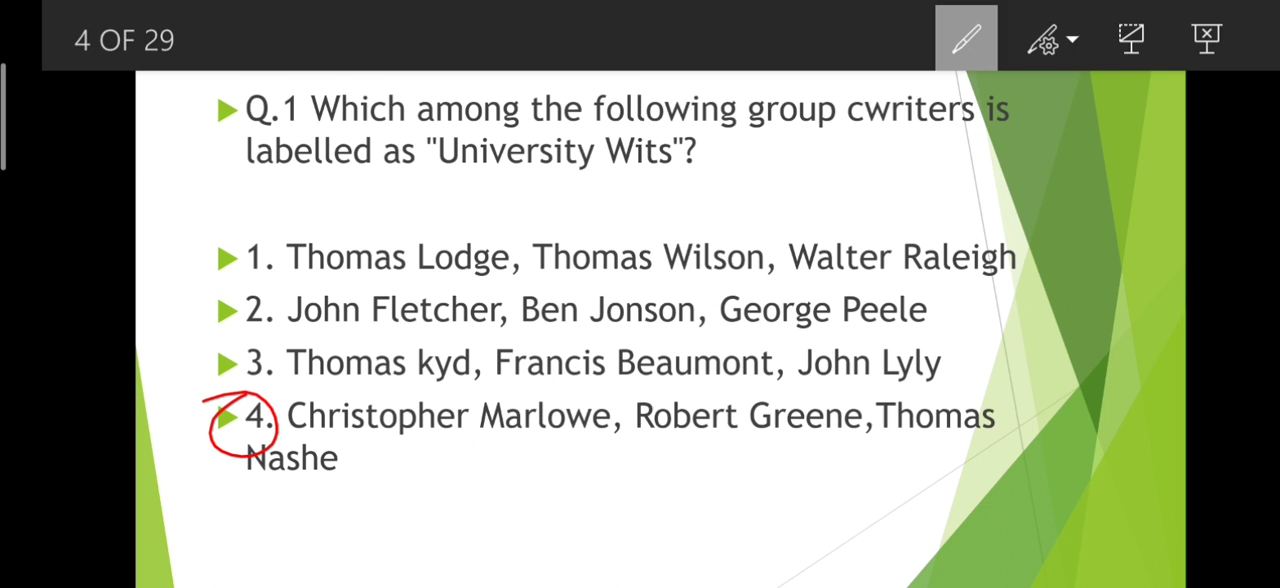 4 OF 29
Q.1 Which among the following group cwriters is
labelled as "University Wits"?
1. Thomas Lodge, Thomas Wilson, Walter Raleigh
2. John Fletcher, Ben Jonson, George Peele
3. Thomas kyd, Francis Beaumont, John Lyly
4. Christopher Marlowe, Robert Greene,Thomas
Nashe